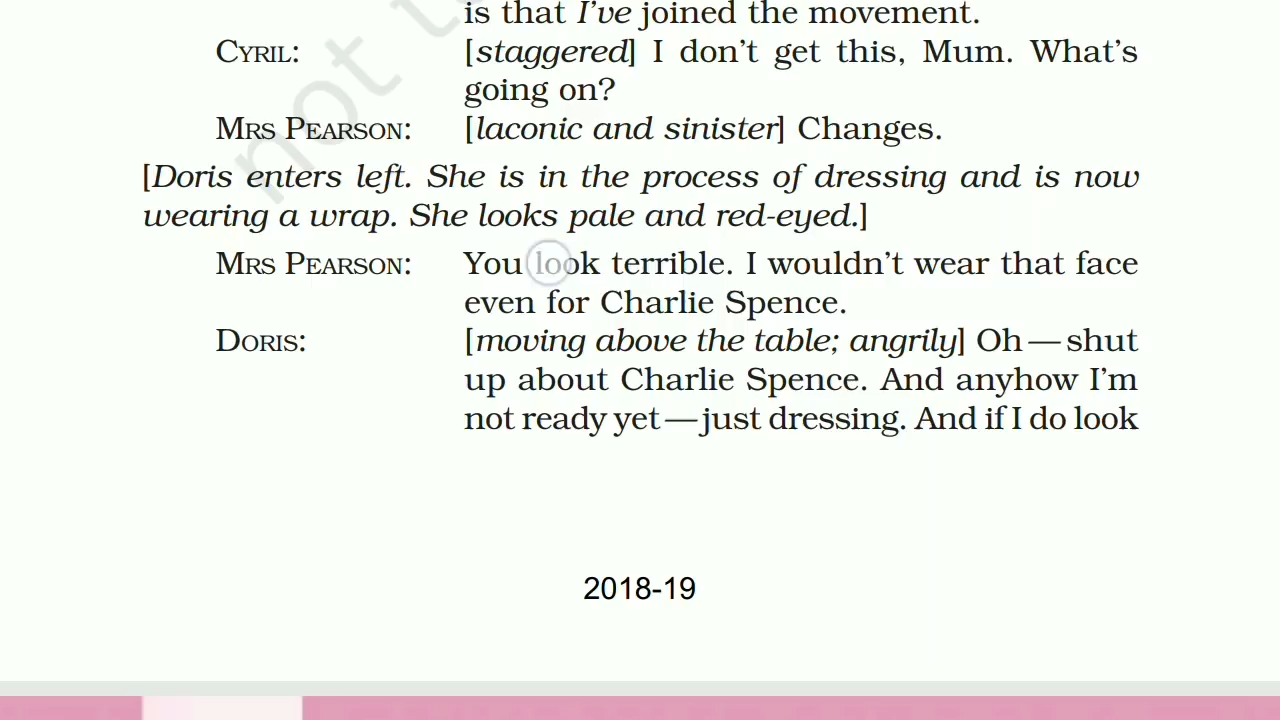 is that I've joined the movement.
CYRIL: [staggered] I don't get this, Mum. What's
going on?
MRS PEARSON: [laconic and sinister] Changes.
[Doris enters left. She is in the process of dressing and is now
wearing a wrap. She looks pale and red-eyed.]
MRS PEARSON: You look terrible. I wouldn't wear that face
even for Charlie Spence.
DORIS: [moving above the table; angrily] Oh—shut
up about Charlie Spence. And anyhow I'm
not ready yet—just dressing. And if I do look
2018-19
not t